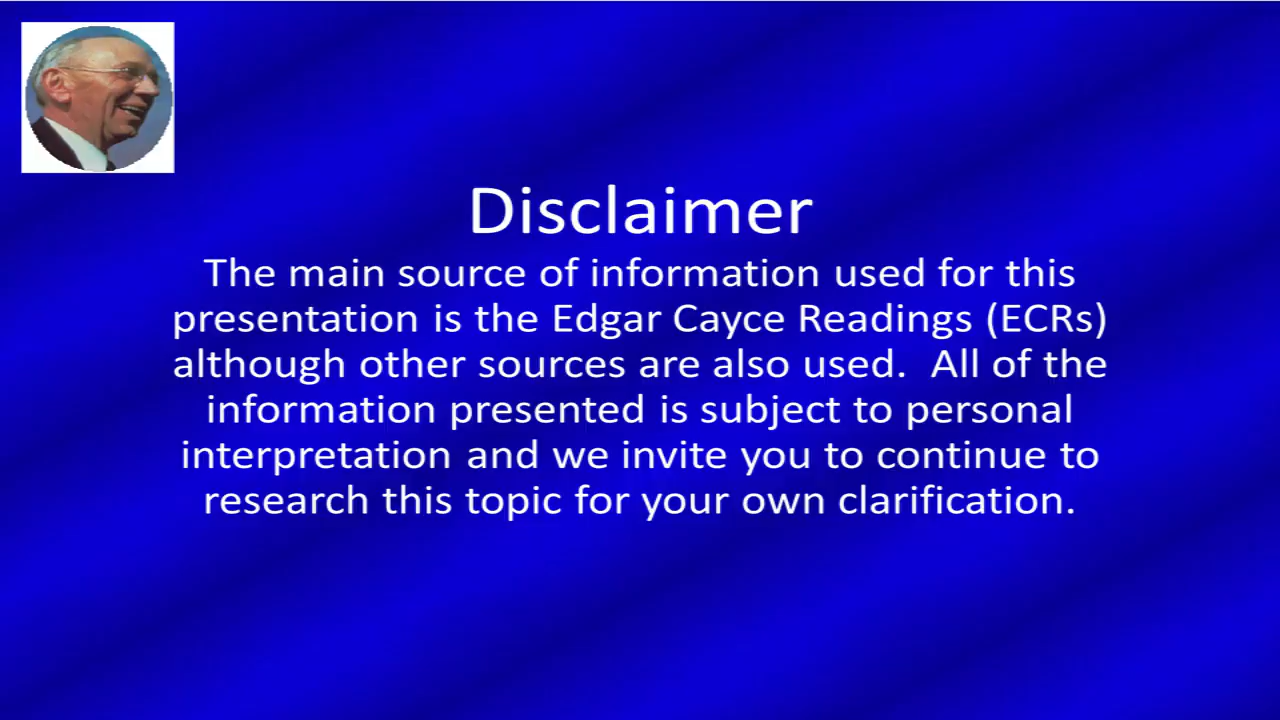 Disclaimer
The main source of information used for this
presentation is the Edgar Cayce Readings (ECRs)
although other sources are also used.  All of the
information presented is subject to personal
interpretation and we invite you to continue to
research this topic for your own clarification.